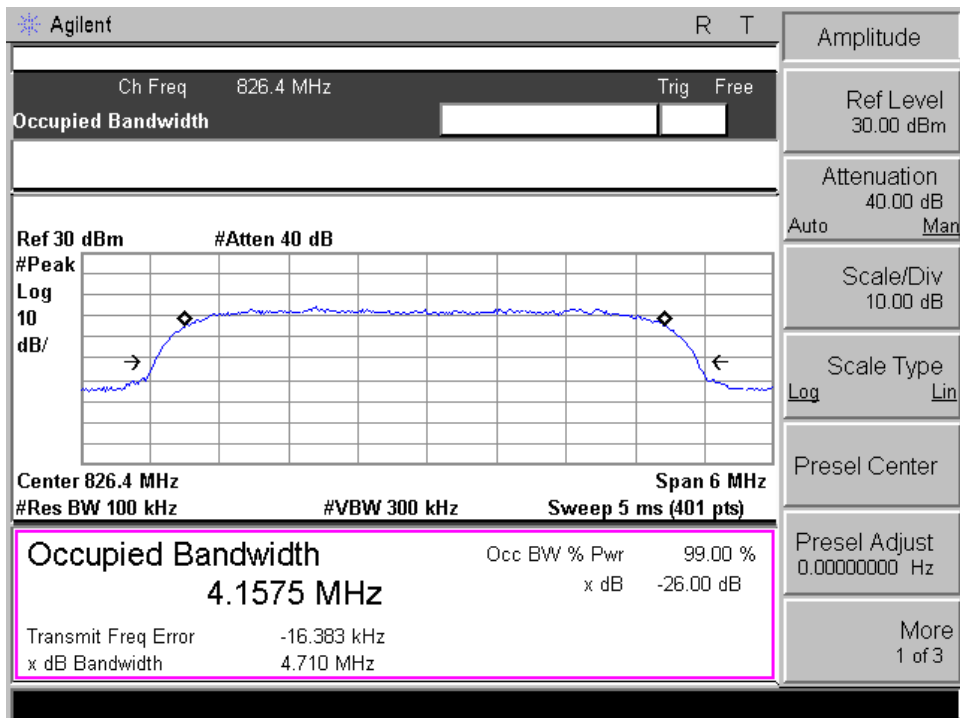 Agilent R T
Ch Freq 826.4 MHz Trig Free
Occupied Bandwidth
Ref 30 dBm #Atten 40 dB
#Peak
Log
10
dB/
Center 826.4 MHz Span 6 MHz
#Res BW 100 kHz #VBW 300 kHz Sweep 5 ms (401 pts)
Occupied Bandwidth
4.1575 MHz
Occ BW % Pwr 99.00 %
x dB -26.00 dB
Transmit Freq Error -16.383 kHz
x dB Bandwidth 4.710 MHz
Amplitude
Ref Level
30.00 dBm
Attenuation
40.00 dB
Auto Man
Scale/Div
10.00 dB
Scale Type
Log Lin
Presel Center
Presel Adjust
0.00000000 Hz
More
1 of 3